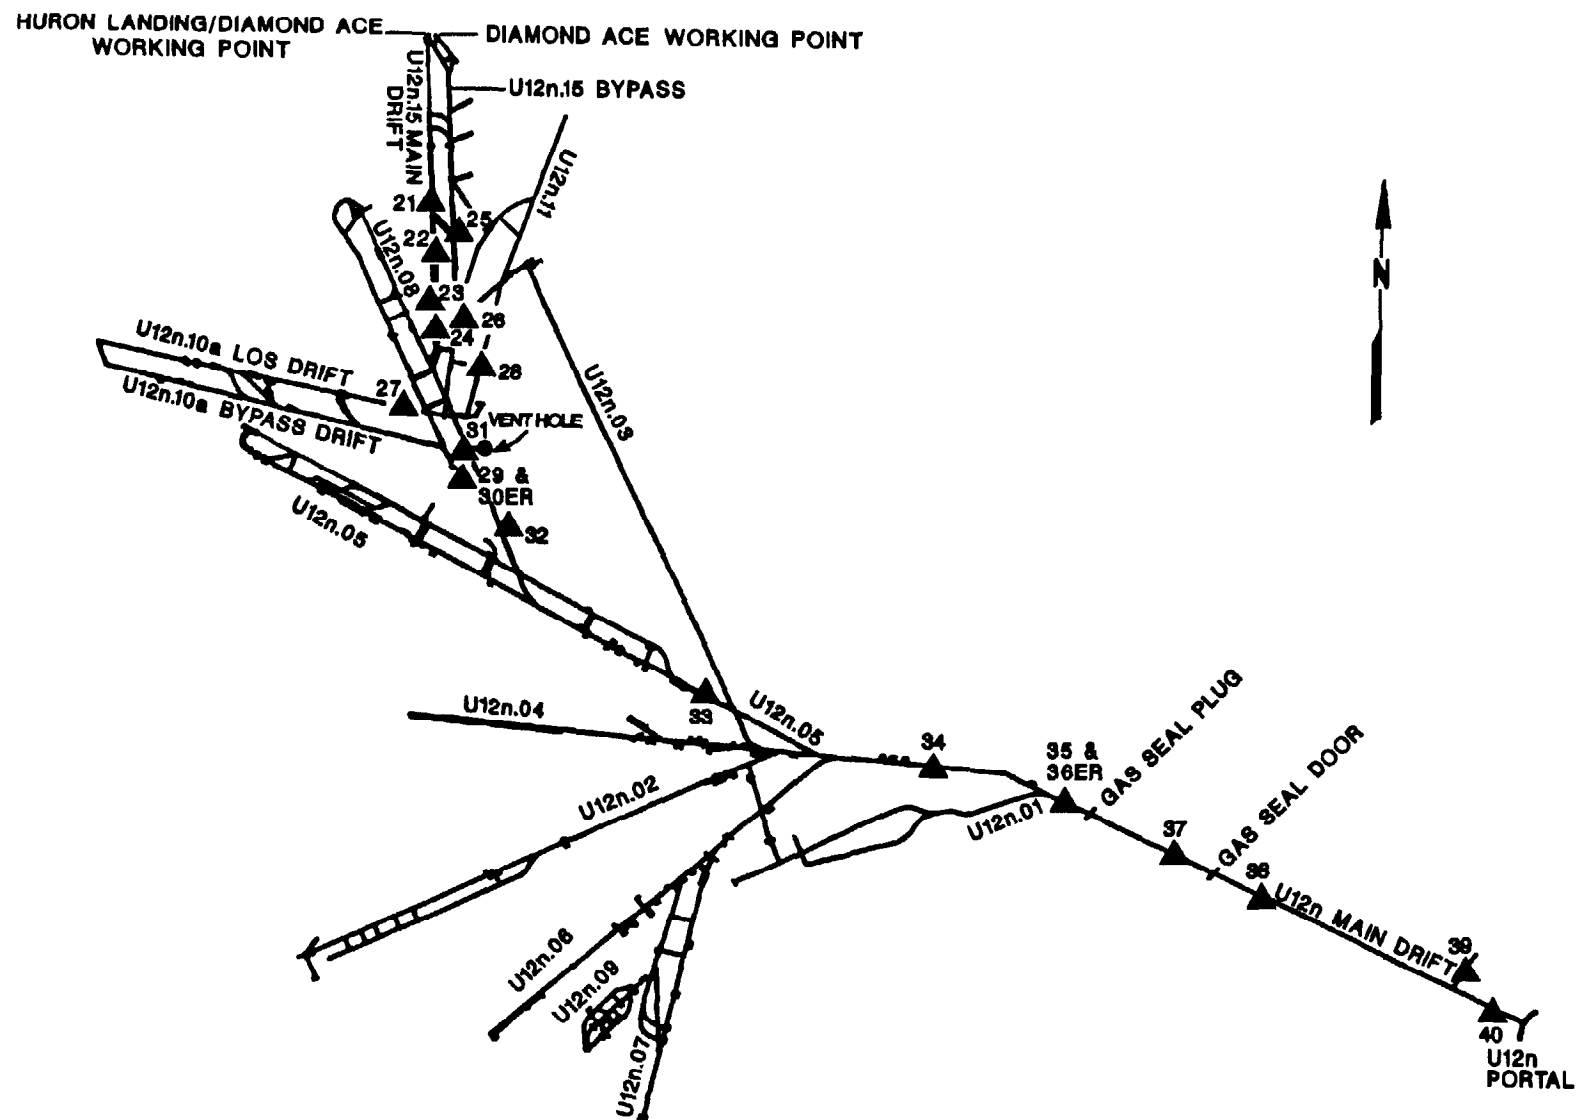 HURON LANDING/DIAMOND ACE
WORKING POINT
DIAMOND ACE WORKING POINT
U12n.15 BYPASS
U12n.15 MAIN
DRIFT
U12n.11
21
25
22
U12n.08
23
26
24
28
N
U12n.10a LOS DRIFT
U12n.10a BYPASS DRIFT
27
U12n.03
VENT HOLE
31
29 &
30ER
32
U12n.05
U12n.04
33
U12n.05
34
35 &
36ER
GAS SEAL PLUG
GAS SEAL DOOR
U12n.02
U12n.01
37
38
U12n MAIN DRIFT
39
U12n.06
U12n.09
U12n.07
40
U12n
PORTAL